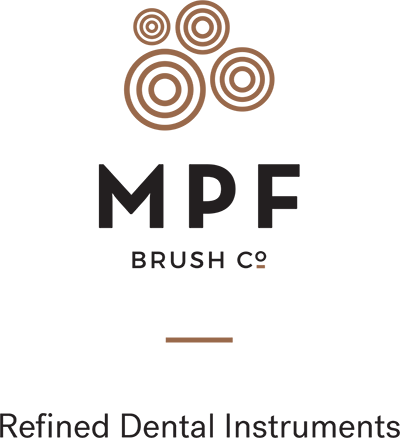 MPF
BRUSH Cº
Refined Dental Instruments